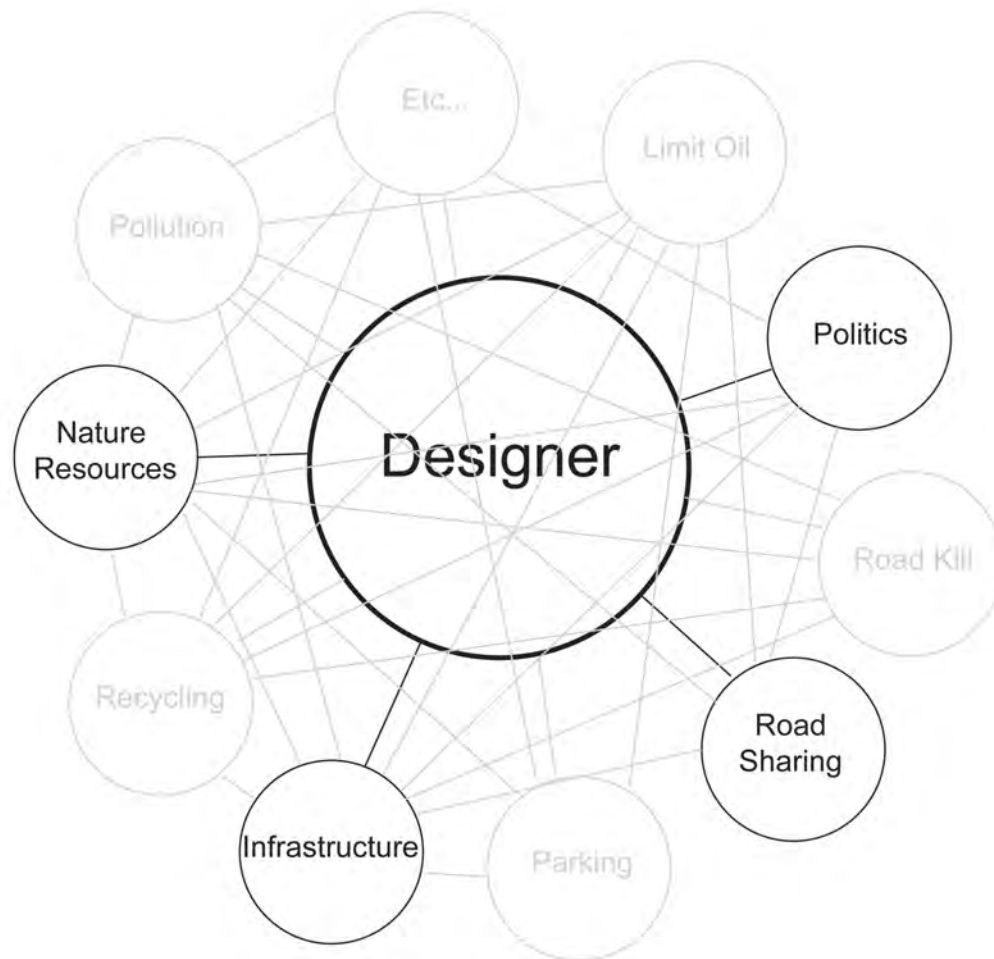 Etc...
Limit Oil
Pollution
Politics
Nature
Resources
Designer
Road Kill
Recycling
Road
Sharing
Infrastructure
Parking